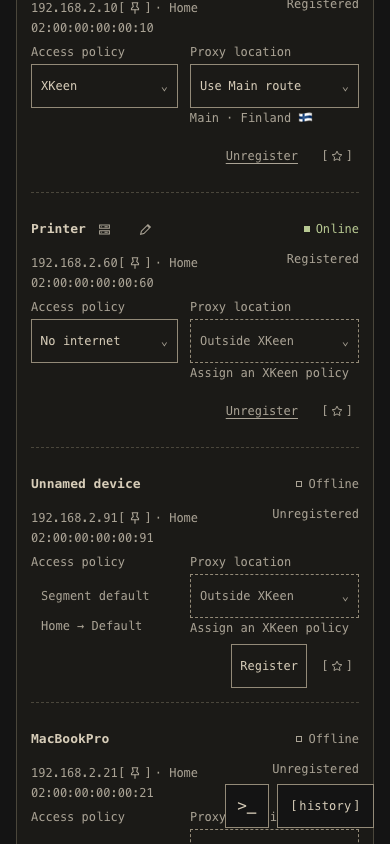 192.168.2.10[ ] · Home Registered
02:00:00:00:00:10
Access policy Proxy location
XKeen Use Main route
Main · Finland 🇫🇮
Unregister [☆]
Printer Online
192.168.2.60[ ] · Home Registered
02:00:00:00:00:60
Access policy Proxy location
No internet Outside XKeen
Assign an XKeen policy
Unregister [☆]
Unnamed device Offline
192.168.2.91[ ] · Home Unregistered
02:00:00:00:00:91
Access policy Proxy location
Segment default Outside XKeen
Home → Default Assign an XKeen policy
Register [☆]
MacBookPro Offline
192.168.2.21[ ] · Home Unregistered
02:00:00:00:00:21
>_ [history]
Access policy